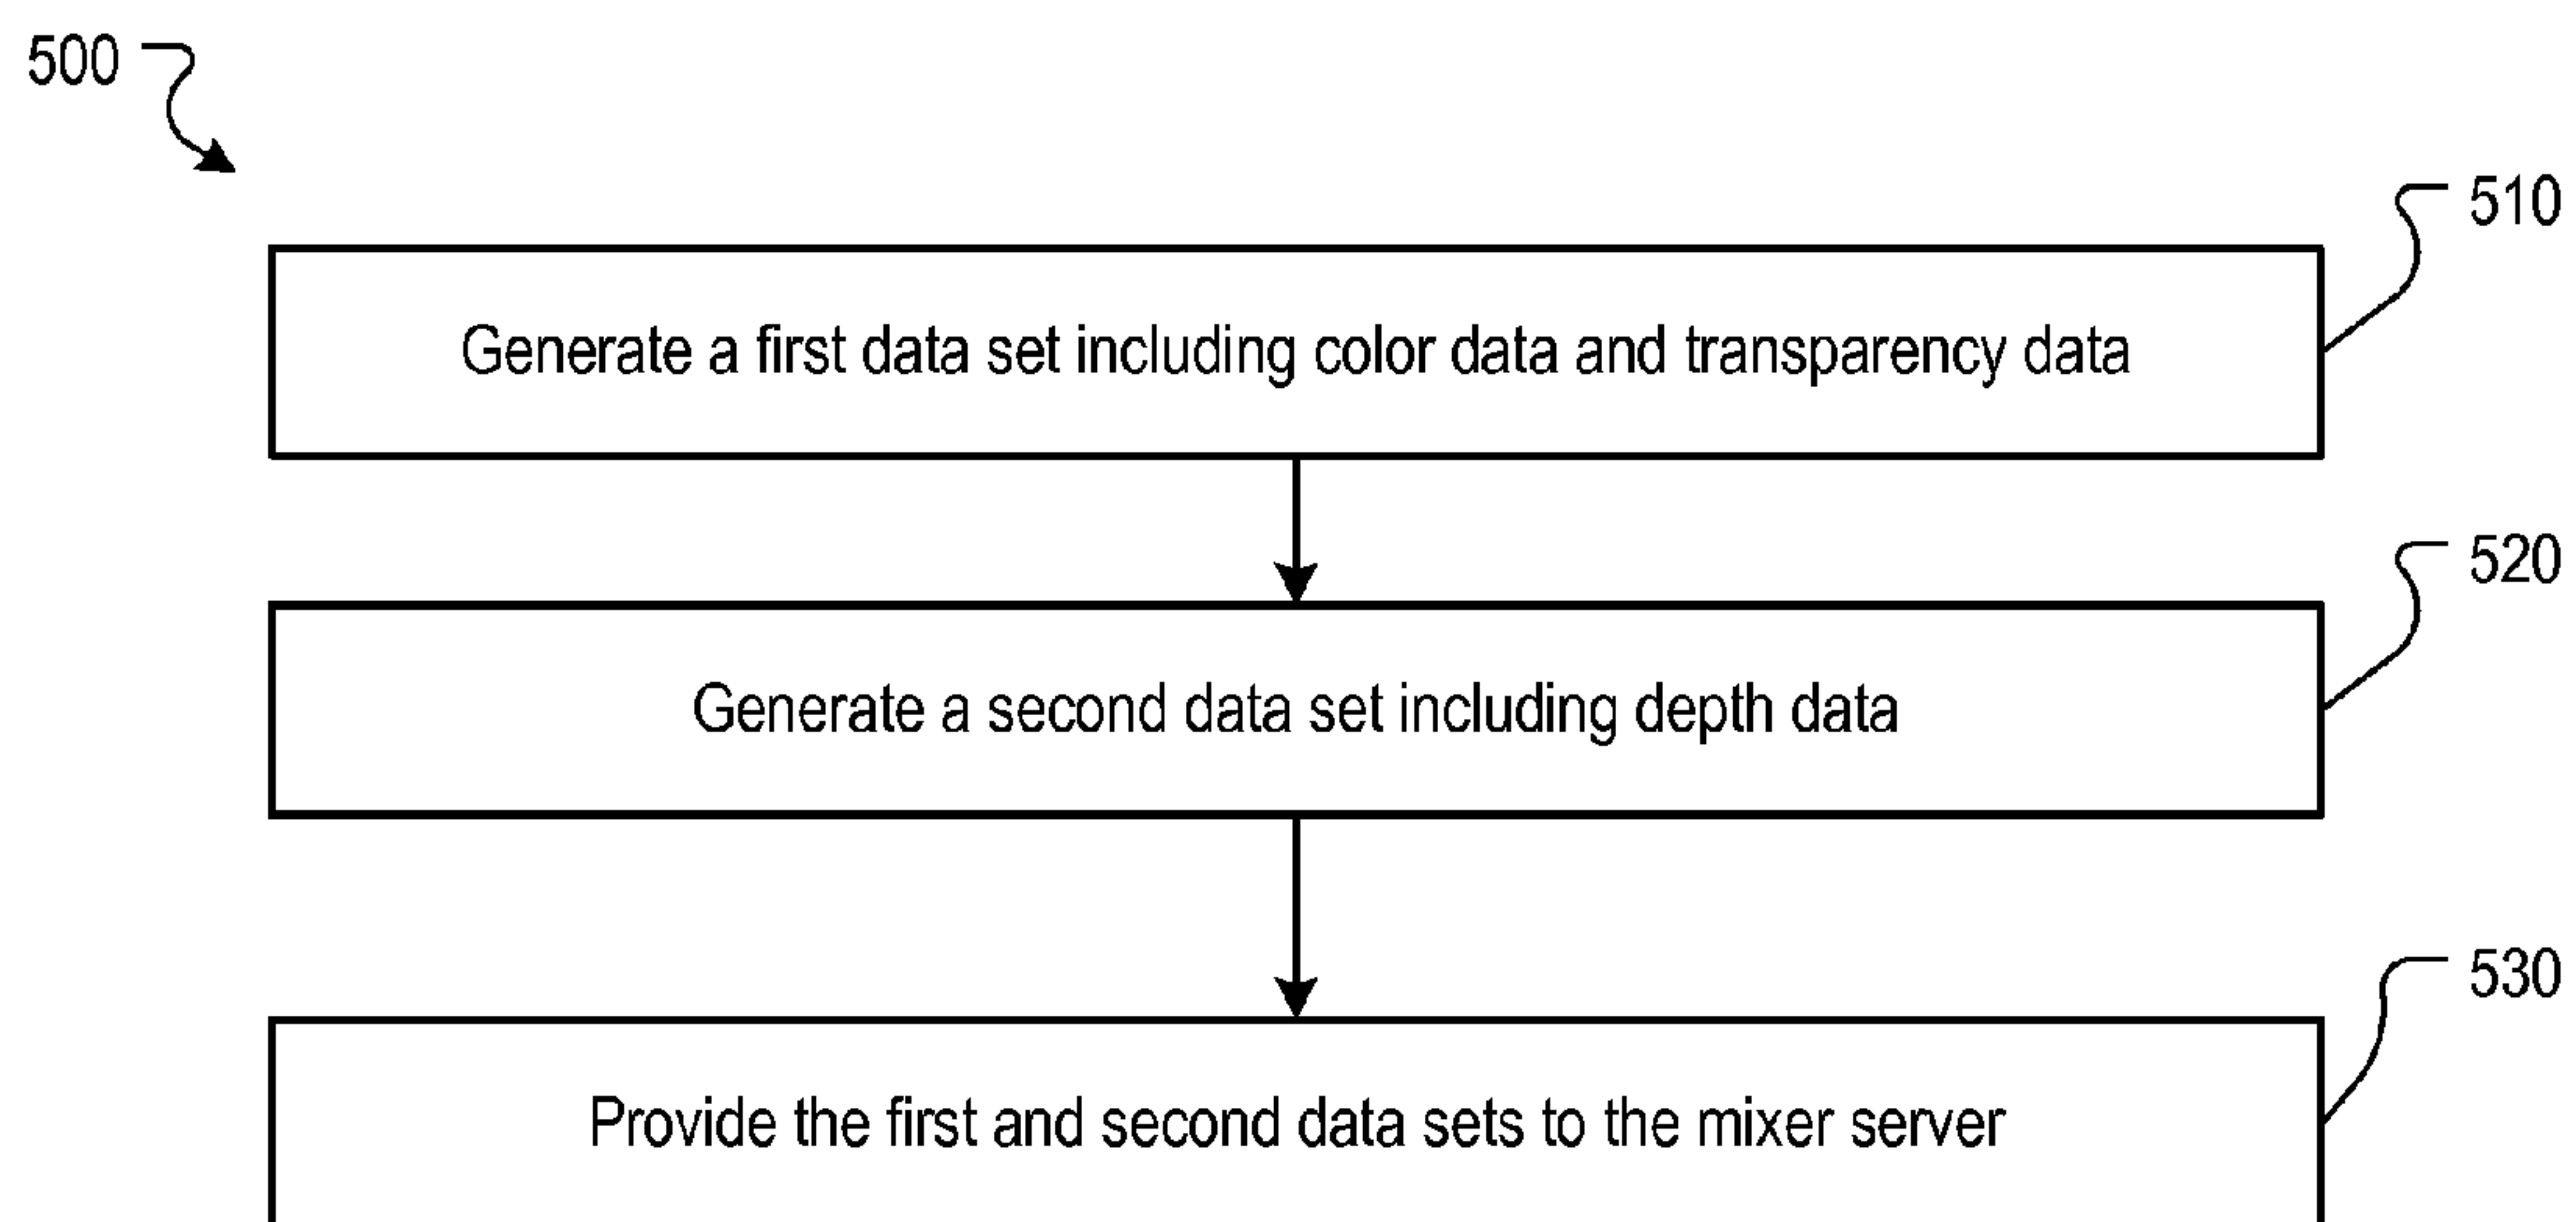 500
510
Generate a first data set including color data and transparency data
520
Generate a second data set including depth data
530
Provide the first and second data sets to the mixer server